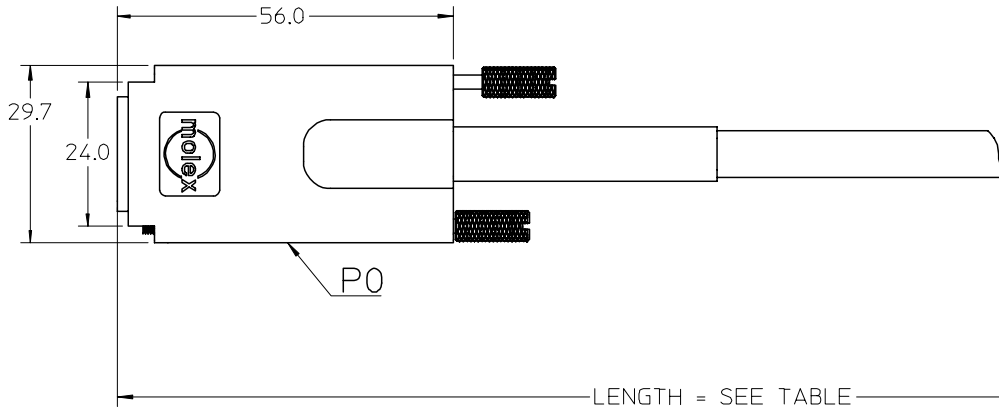 56.0
29.7
24.0
molex
P0
LENGTH = SEE TABLE